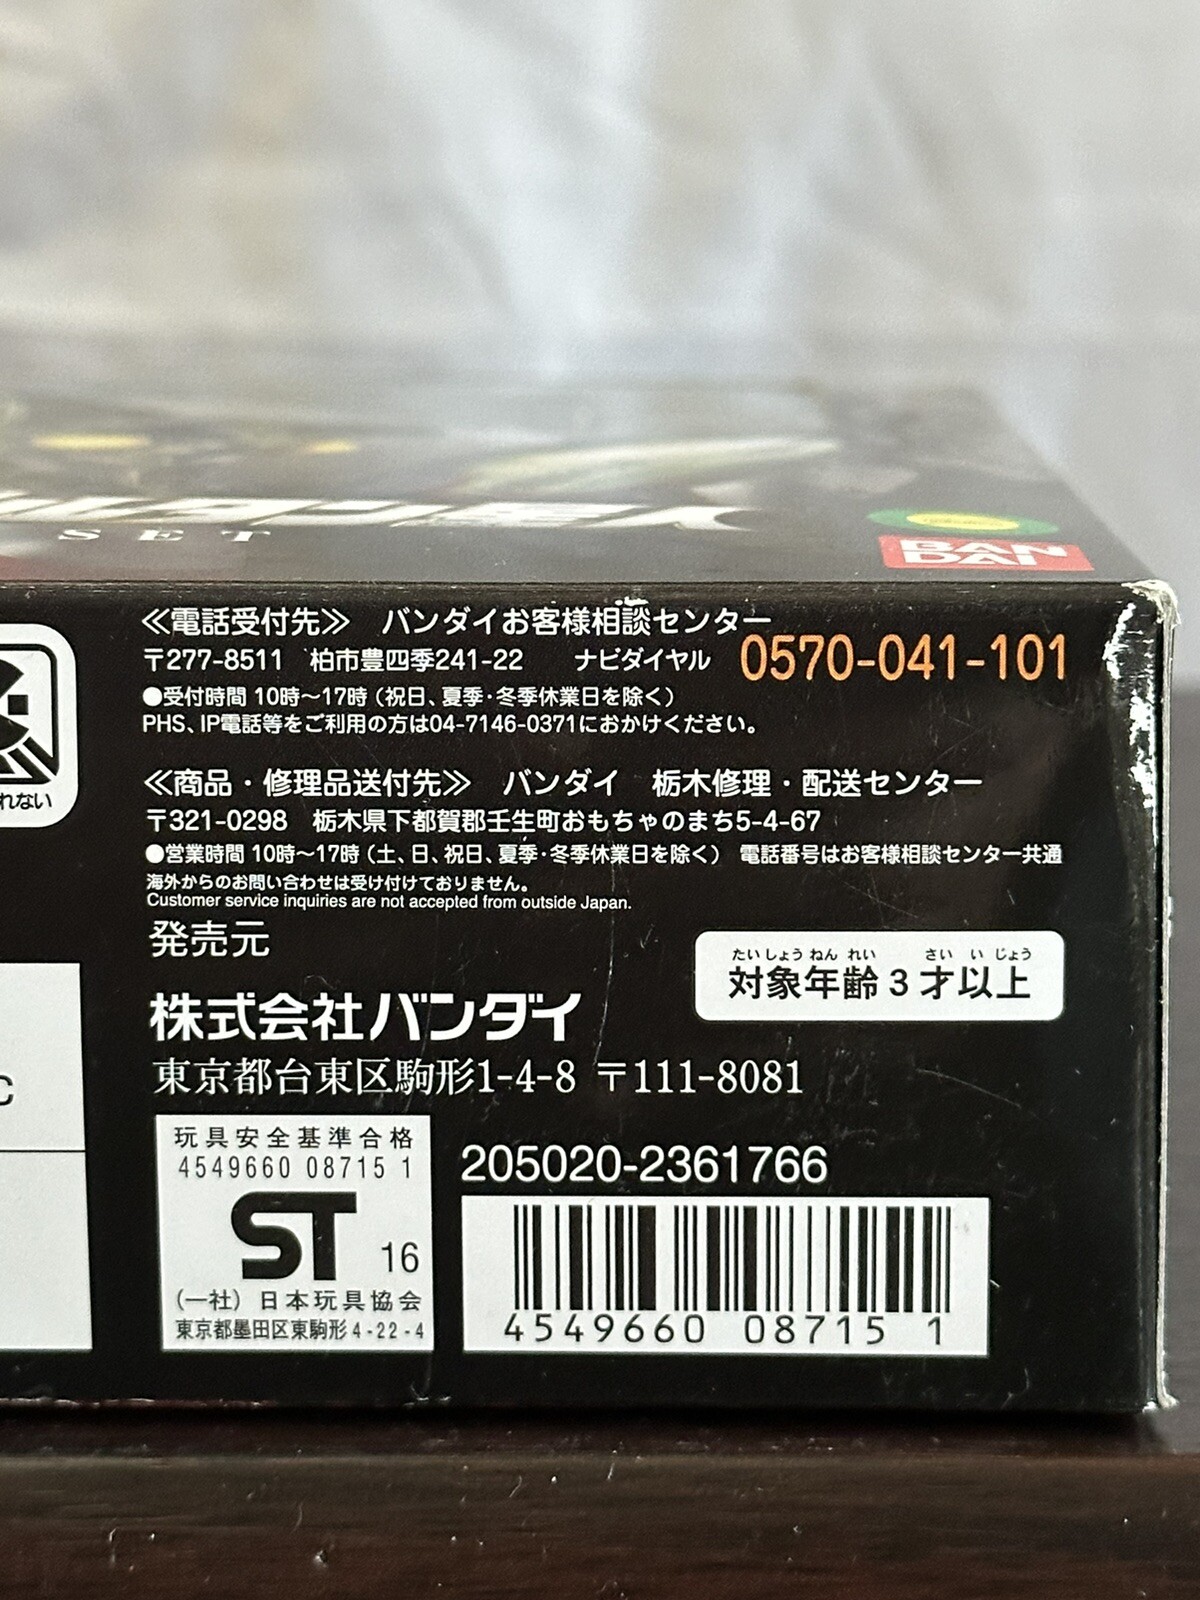 SET
BAN
DAI
≪電話受付先≫　バンダイお客様相談センター
〒277-8511　柏市豊四季241-22　ナビダイヤル　0570-041-101
●受付時間 10時～17時（祝日、夏季・冬季休業日を除く）
PHS、IP電話等をご利用の方は04-7146-0371におかけください。
≪商品・修理品送付先≫　バンダイ　栃木修理・配送センター
〒321-0298　栃木県下都賀郡壬生町おもちゃのまち5-4-67
●営業時間 10時～17時（土、日、祝日、夏季・冬季休業日を除く）　電話番号はお客様相談センター共通
海外からのお問い合わせは受け付けておりません。
Customer service inquiries are not accepted from outside Japan.
れない
発売元
たいしょうねんれい　さいいじょう
対象年齢 3 才以上
株式会社バンダイ
東京都台東区駒形1-4-8 〒111-8081
C
玩具安全基準合格
4549660 08715 1
ST 16
(一社) 日本玩具協会
東京都墨田区東駒形4-22-4
205020-2361766
4549660 08715 1